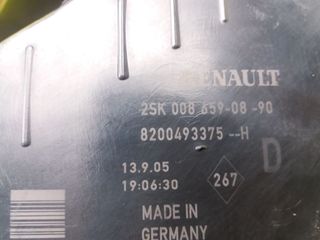 RENAULT
2SK 008 659-08 -90
8200493375 --H
D
13.9.05
19:06:30
267
MADE IN
GERMANY